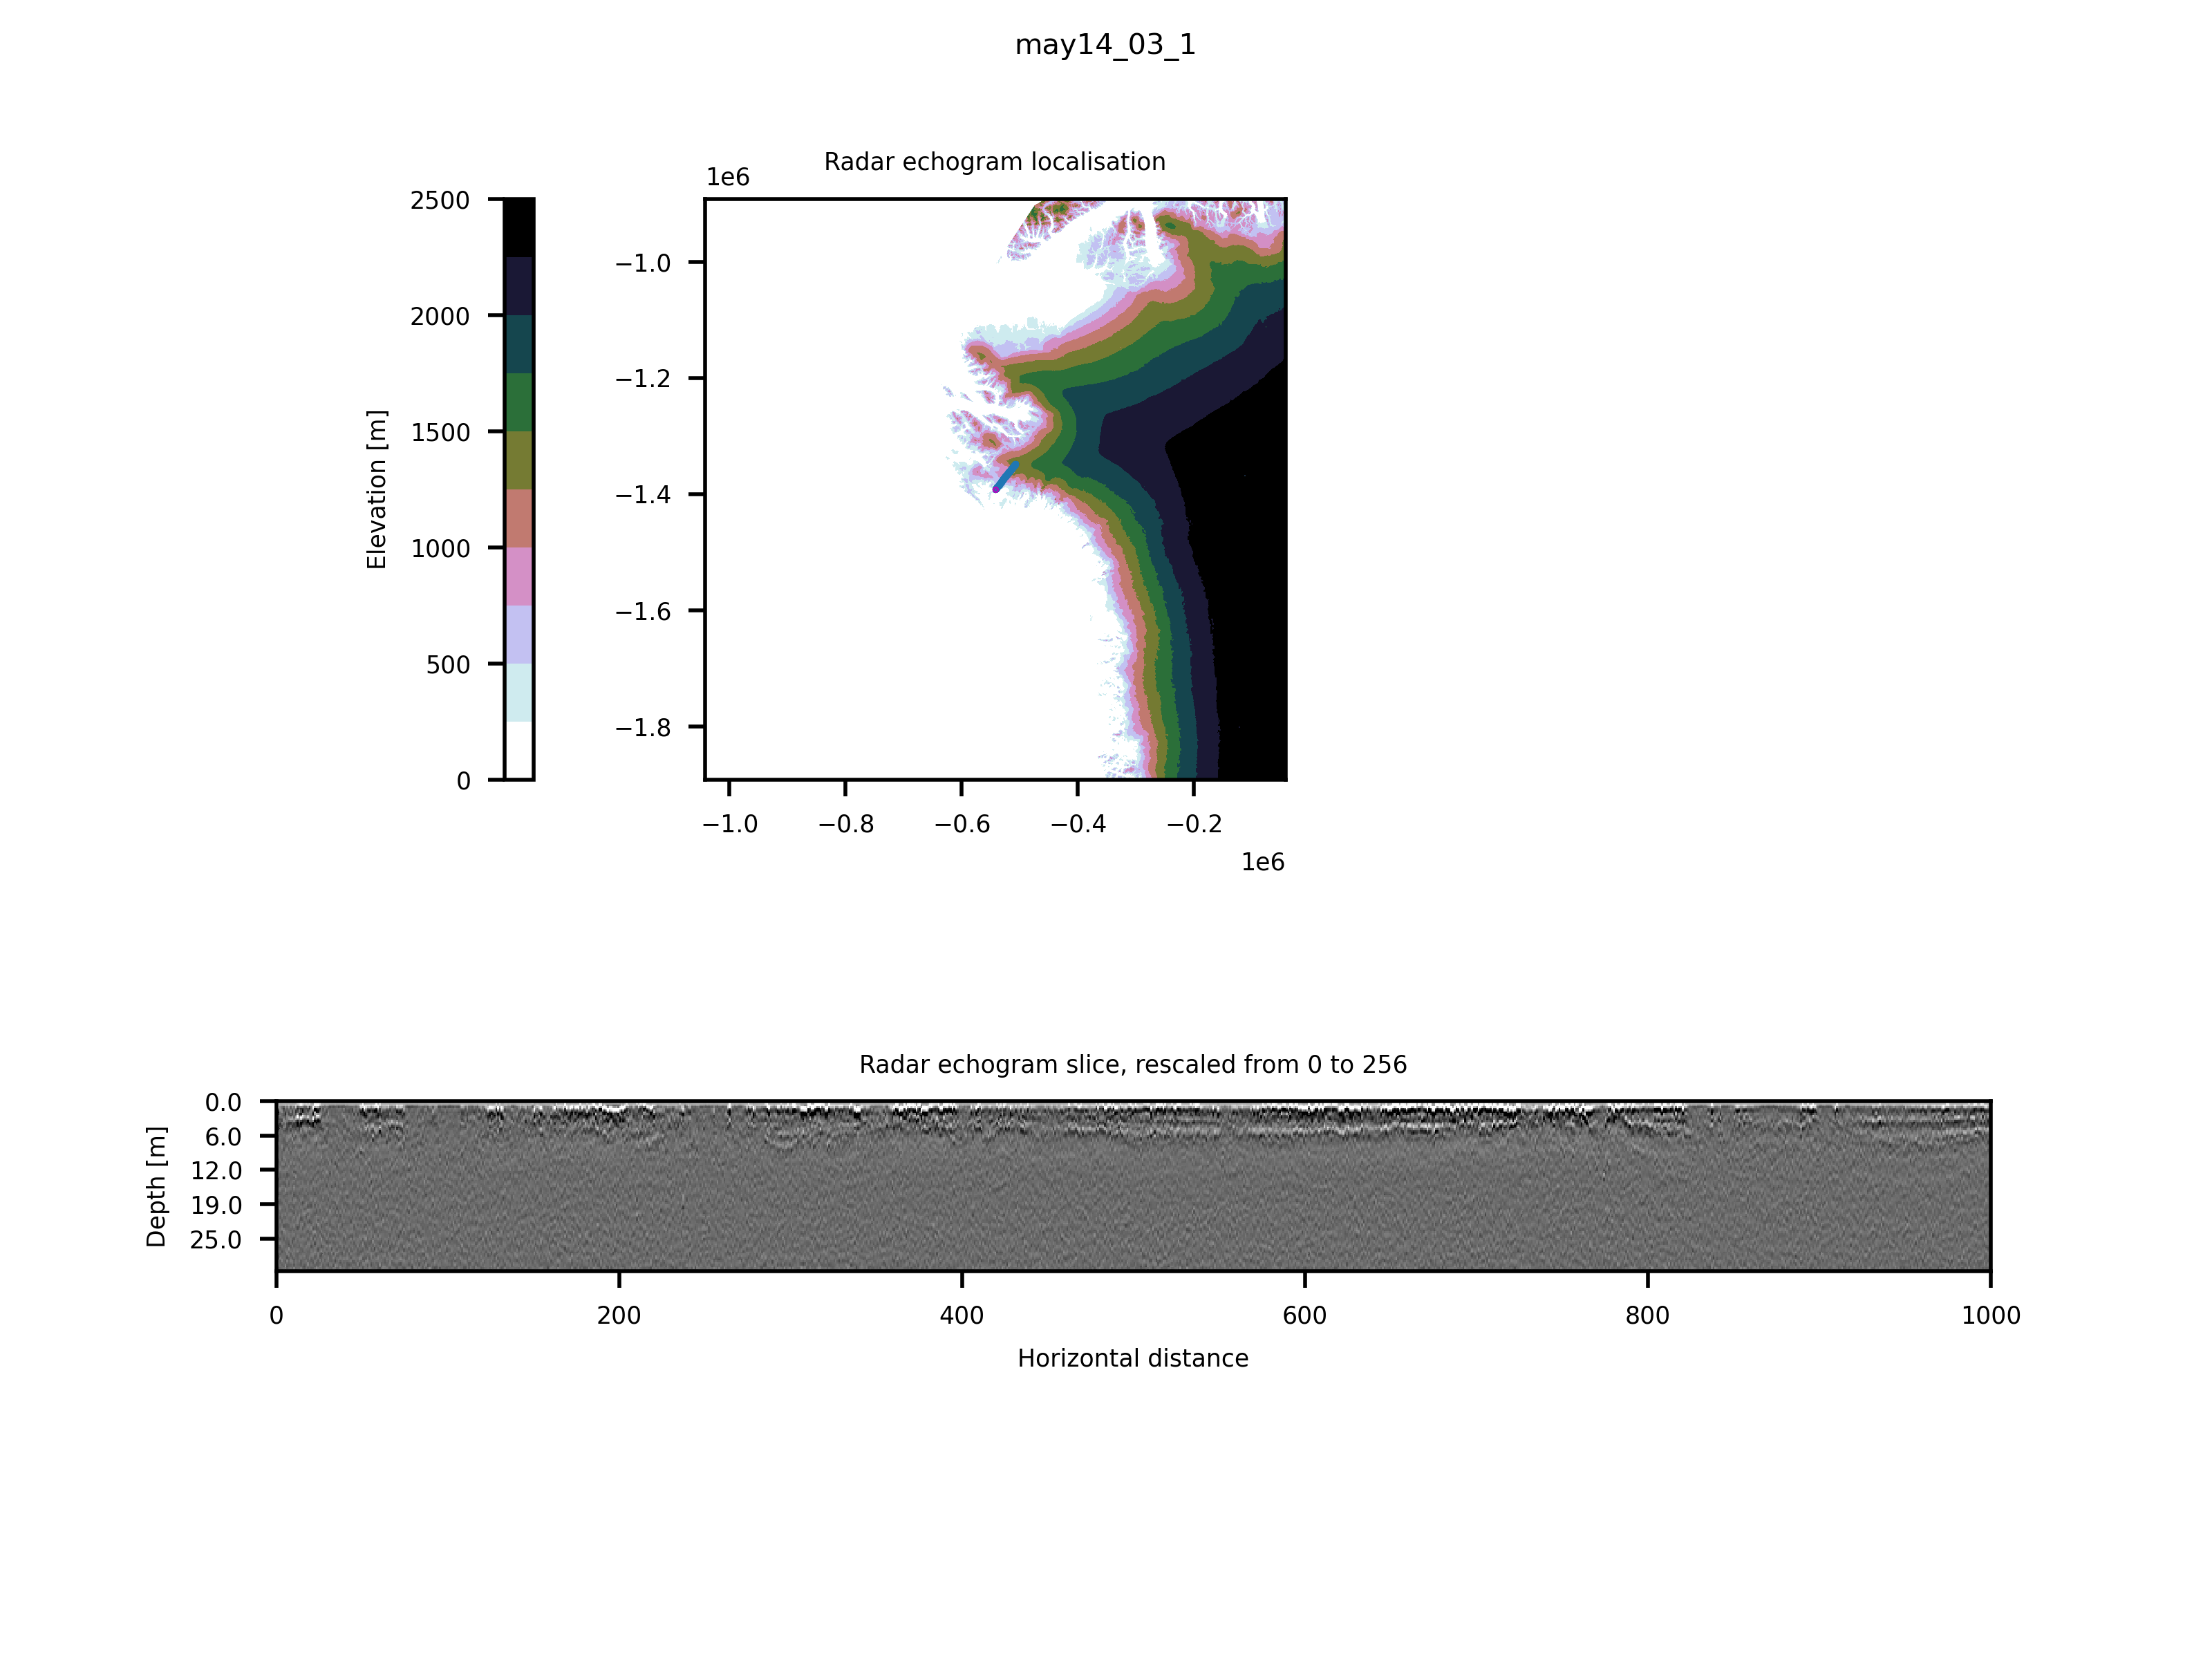 may14_03_1
Radar echogram localisation
1e6
2500
2000
1500
1000
500
0
Elevation [m]
−1.0
−1.2
−1.4
−1.6
−1.8
−1.0 −0.8 −0.6 −0.4 −0.2
1e6
Radar echogram slice, rescaled from 0 to 256
0.0
6.0
12.0
19.0
25.0
Depth [m]
0 200 400 600 800 1000
Horizontal distance